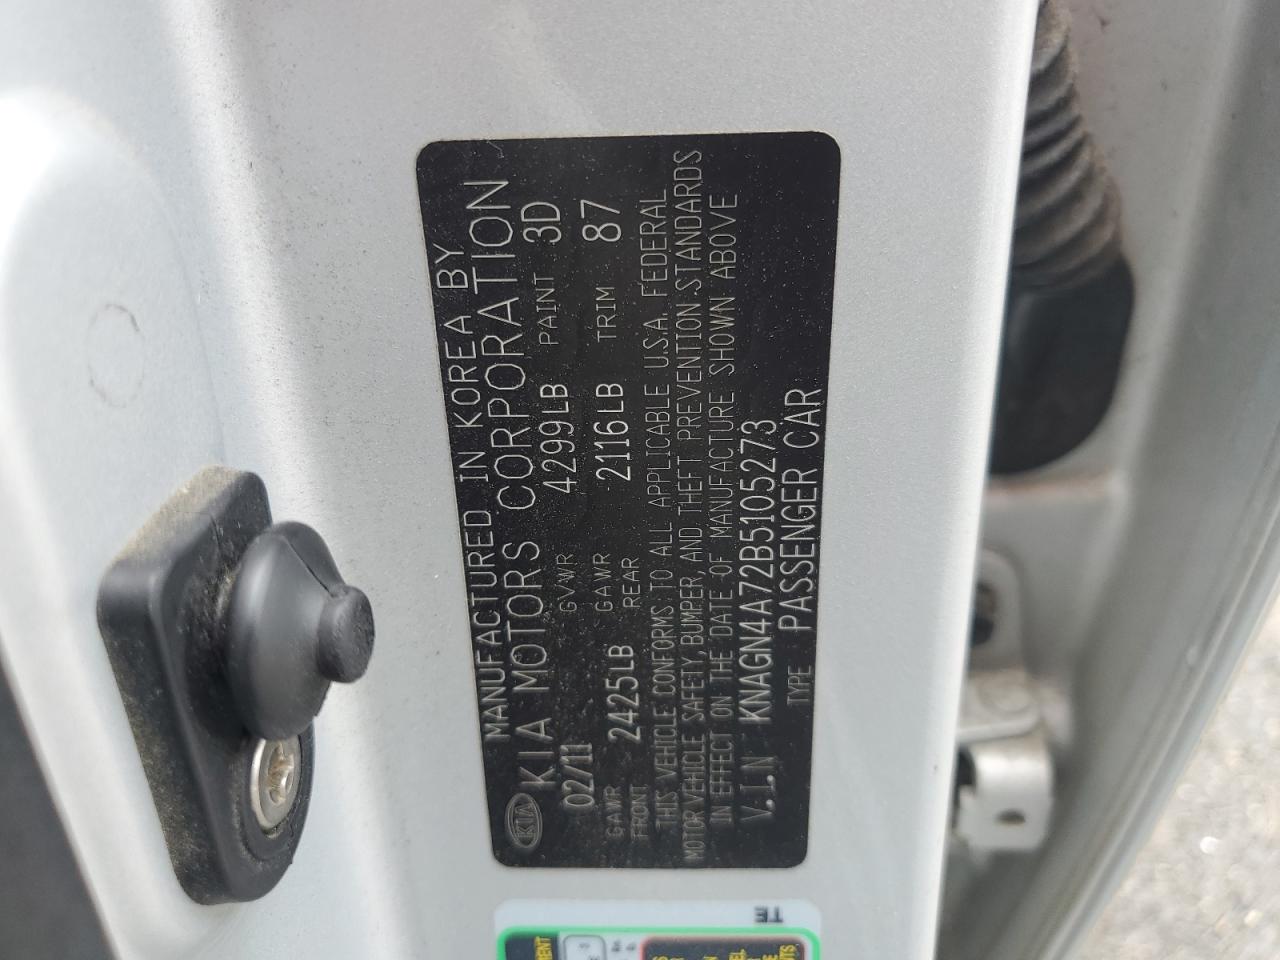 MANUFACTURED IN KOREA BY
KIA KIA MOTORS CORPORATION
02/11 GVWR 4299LB PAINT 3D
GAWR FRONT 2425LB GAWR REAR 2116LB TRIM 87
THIS VEHICLE CONFORMS TO ALL APPLICABLE U.S.A. FEDERAL
MOTOR VEHICLE SAFETY,BUMPER, AND THEFT PREVENTION STANDARDS
IN EFFECT ON THE DATE OF MANUFACTURE SHOWN ABOVE
V.I.N KNAGN4A72B5105273
TYPE PASSENGER CAR
TE